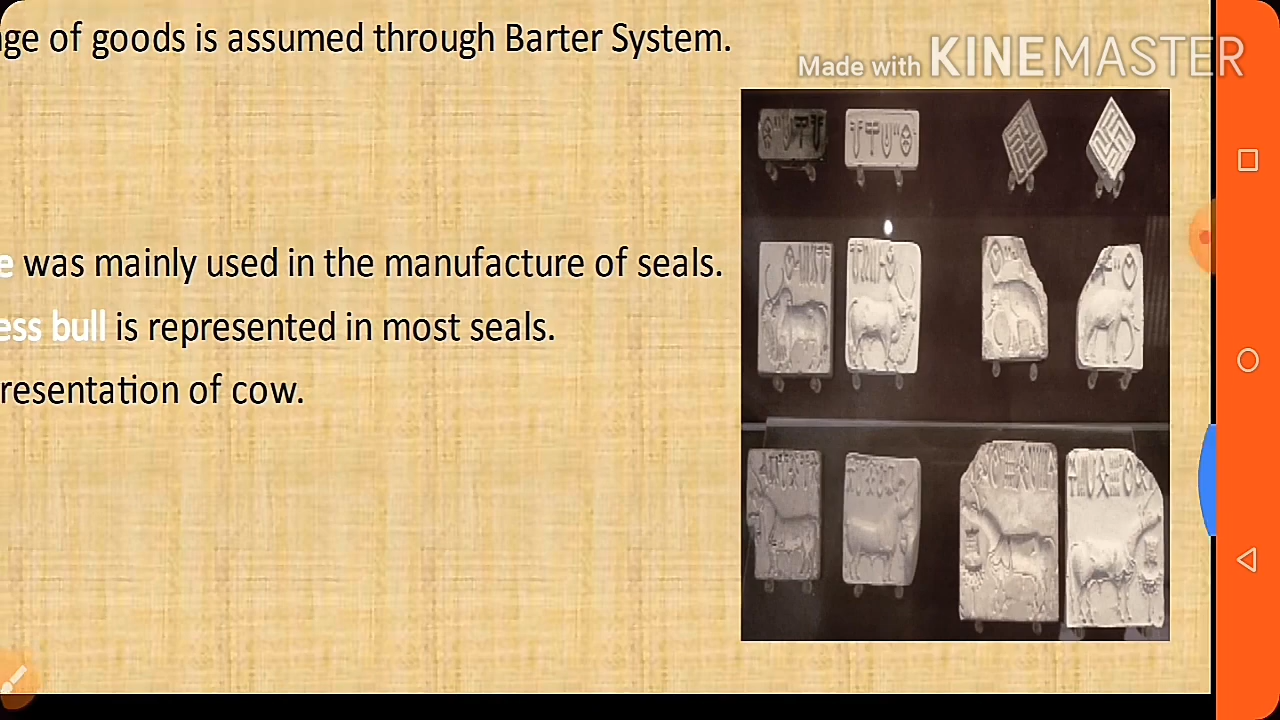 ge of goods is assumed through Barter System.
Made with KINEMASTER
e was mainly used in the manufacture of seals.
ess bull is represented in most seals.
resentation of cow.